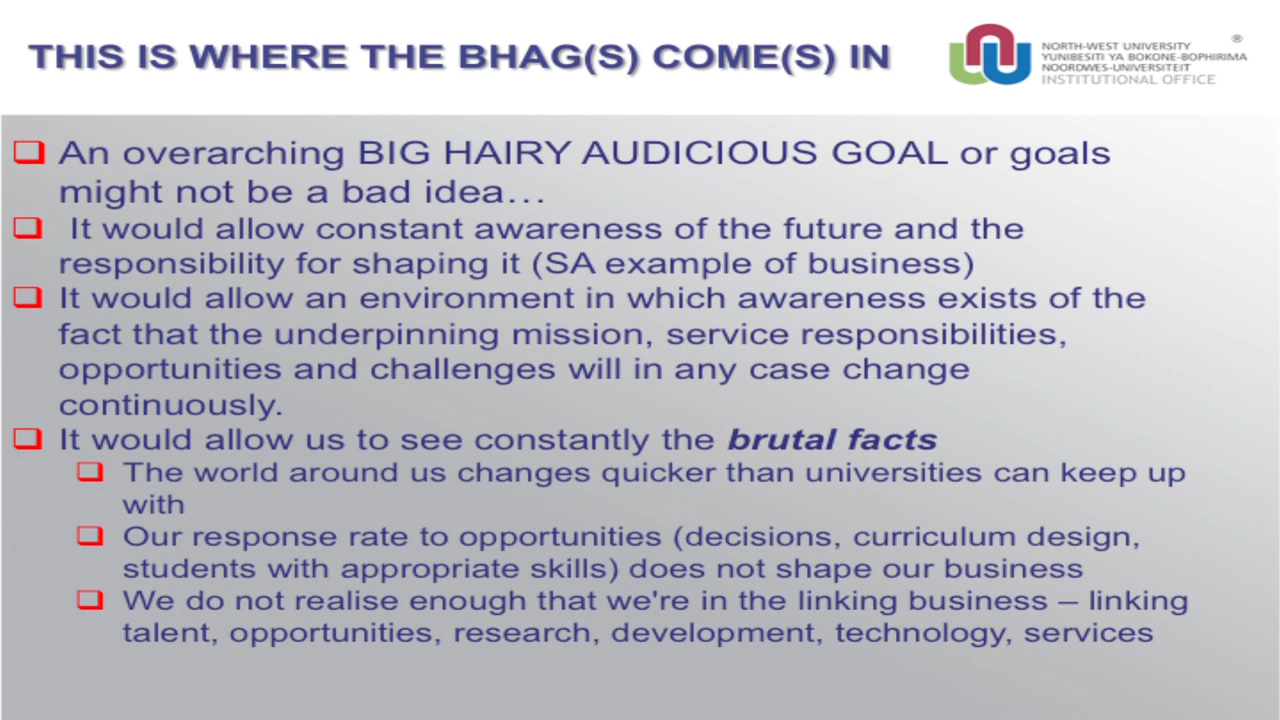 THIS IS WHERE THE BHAG(S) COME(S) IN
®
NORTH-WEST UNIVERSITY
YUNIBESITI YA BOKONE-BOPHIRIMA
NOORDWES-UNIVERSITEIT
INSTITUTIONAL OFFICE
An overarching BIG HAIRY AUDICIOUS GOAL or goals
might not be a bad idea…
It would allow constant awareness of the future and the
responsibility for shaping it (SA example of business)
It would allow an environment in which awareness exists of the
fact that the underpinning mission, service responsibilities,
opportunities and challenges will in any case change
continuously.
It would allow us to see constantly the brutal facts
The world around us changes quicker than universities can keep up
with
Our response rate to opportunities (decisions, curriculum design,
students with appropriate skills) does not shape our business
We do not realise enough that we're in the linking business – linking
talent, opportunities, research, development, technology, services